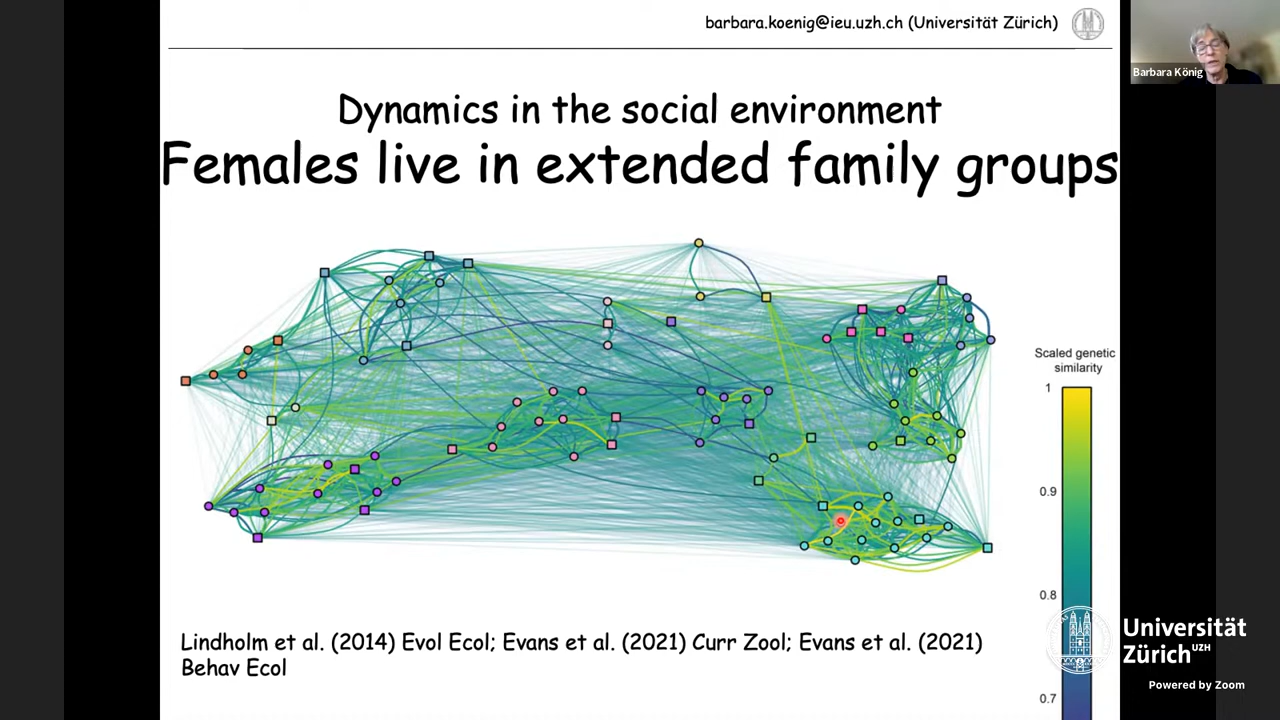 barbara.koenig@ieu.uzh.ch (Universität Zürich)
Barbara König
Dynamics in the social environment
Females live in extended family groups
Scaled genetic
similarity
1
0.9
0.8
0.7
Lindholm et al. (2014) Evol Ecol; Evans et al. (2021) Curr Zool; Evans et al. (2021)
Behav Ecol
Universität
Zürich UZH
Powered by Zoom